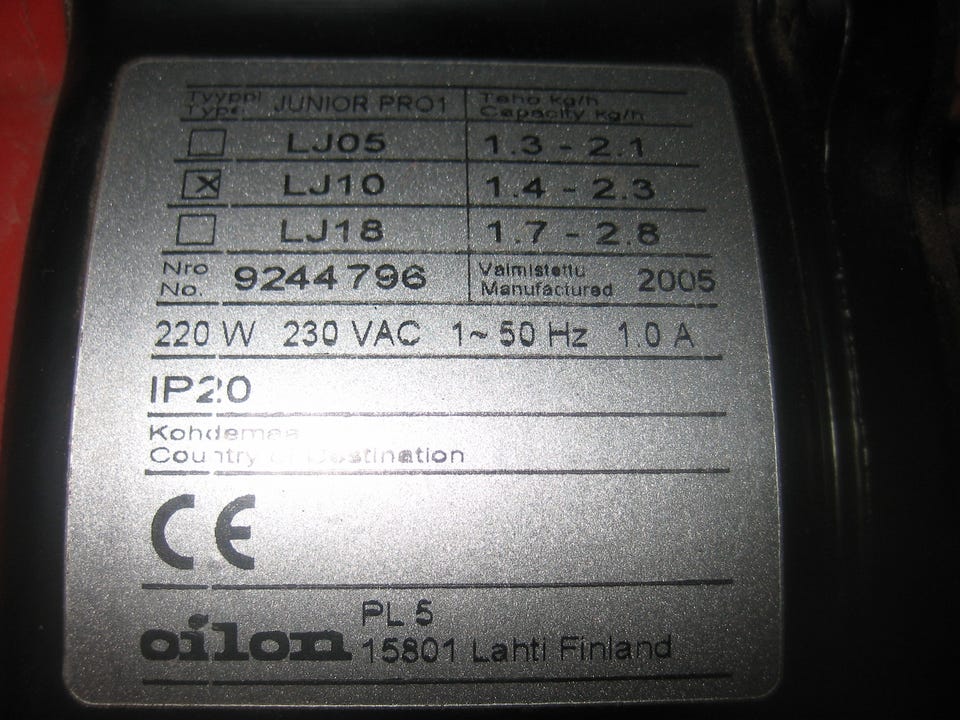 Tyyppi JUNIOR PRO1 Teho kg/h
Type. Capacity kg/h
LJ05 1.3 - 2.1
x LJ10 1.4 - 2.3
LJ18 1.7 - 2.8
Nro 9244796 Valmistettu 2005
No. Manufactured
220 W 230 VAC 1~ 50 Hz 1.0 A
IP20
Kohdemaa
Country of Destination
CE
oilon PL 5
15801 Lahti Finland